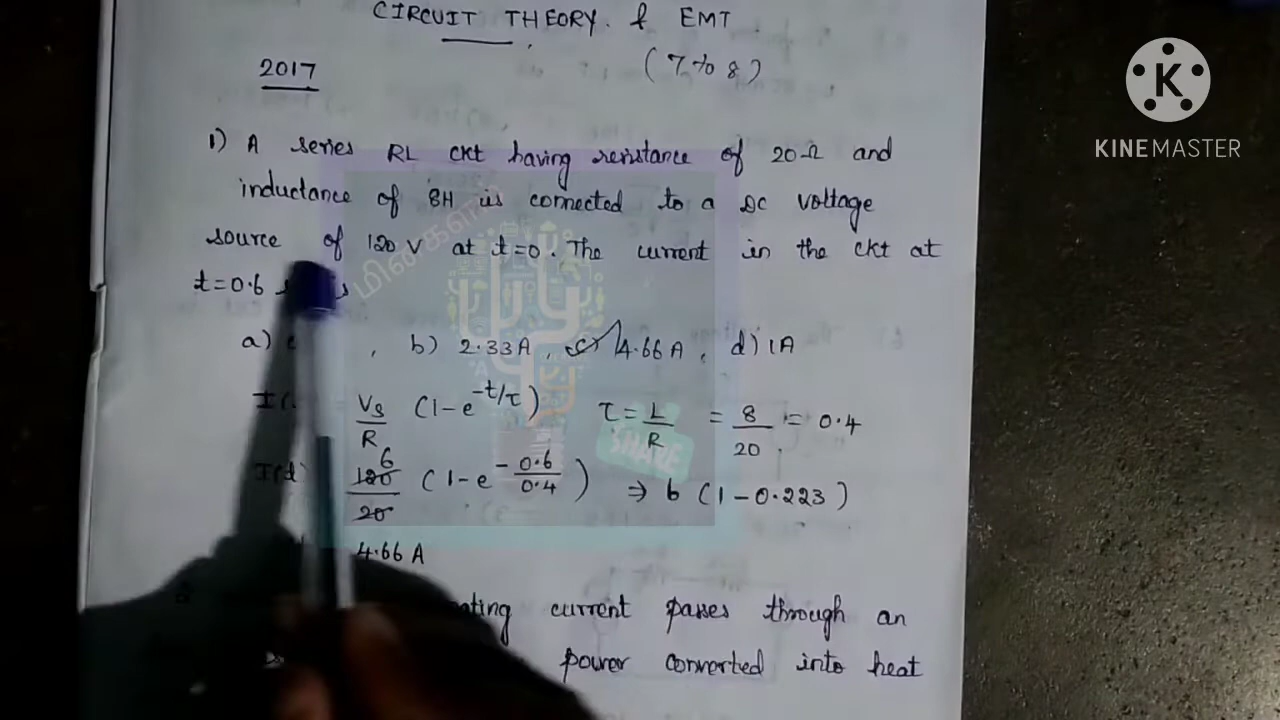 CIRCUIT THEORY & EMT
(7 to 8)
2017
1) A series RL ckt having resistance of 20Ω and
inductance of 8H is connected to a DC voltage
source of 120 V at t=0. The current in the ckt at
t=0.6
a) , b) 2.33A, c) 4.66A, d) 1A
Vs/R (1-e^-t/τ) τ = L/R = 8/20 = 0.4
120/20 6 (1-e^-0.6/0.4) ⇒ 6 (1-0.223)
4.66 A
current passes through an
power converted into heat
மின்களஞ்
SHARE
K
KINEMASTER